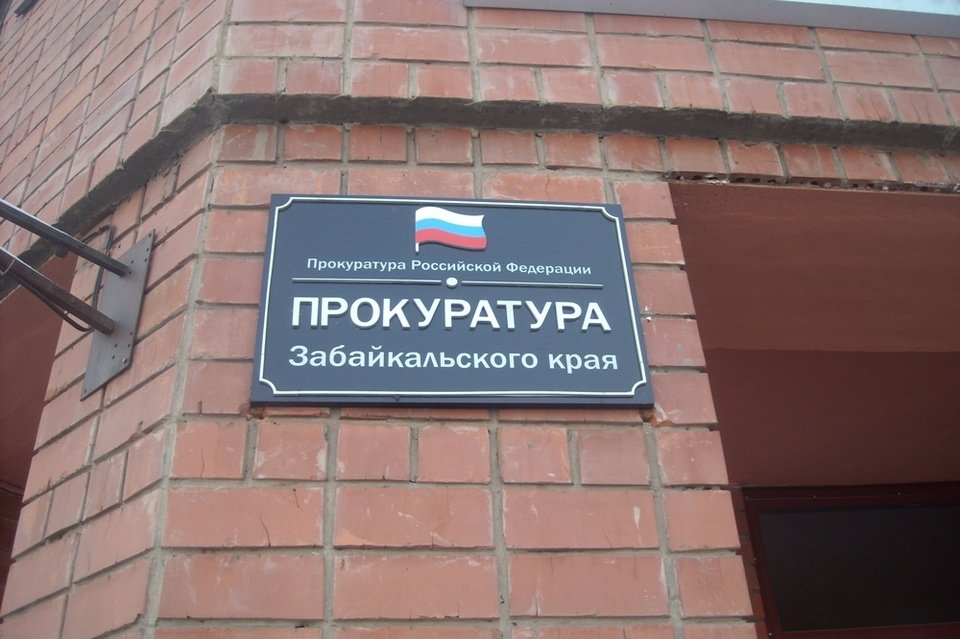 Прокуратура Российской Федерации
ПРОКУРАТУРА
Забайкальского края